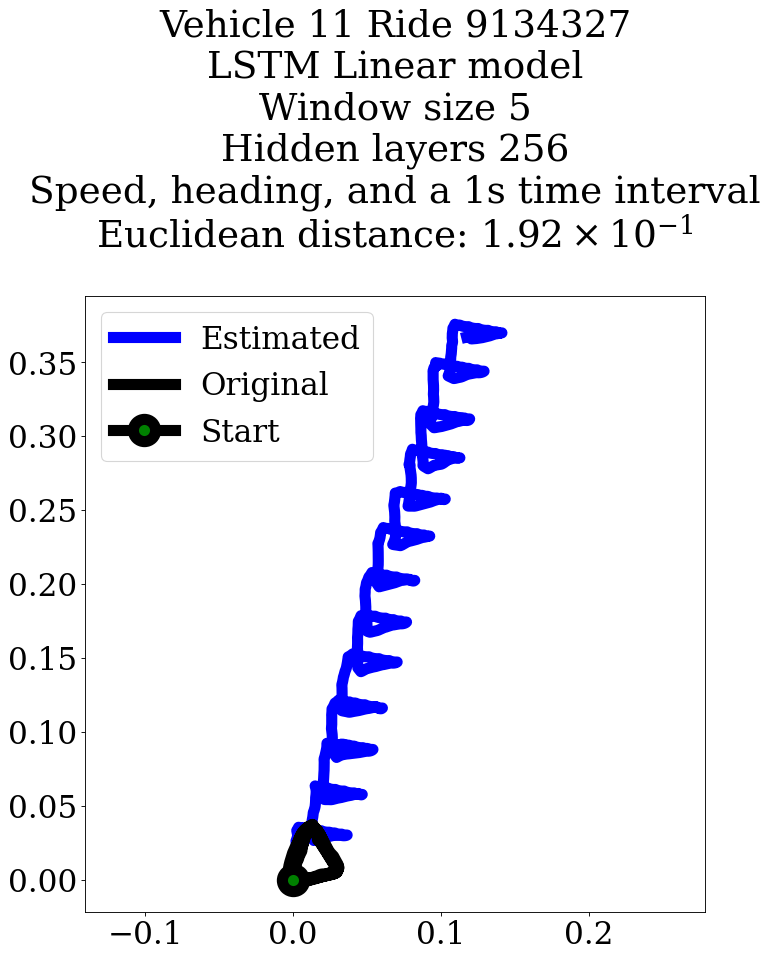 Vehicle 11 Ride 9134327
LSTM Linear model
Window size 5
Hidden layers 256
Speed, heading, and a 1s time interval
Euclidean distance: 1.92 × 10⁻¹
Estimated
Original
Start
0.35
0.30
0.25
0.20
0.15
0.10
0.05
0.00
−0.1 0.0 0.1 0.2